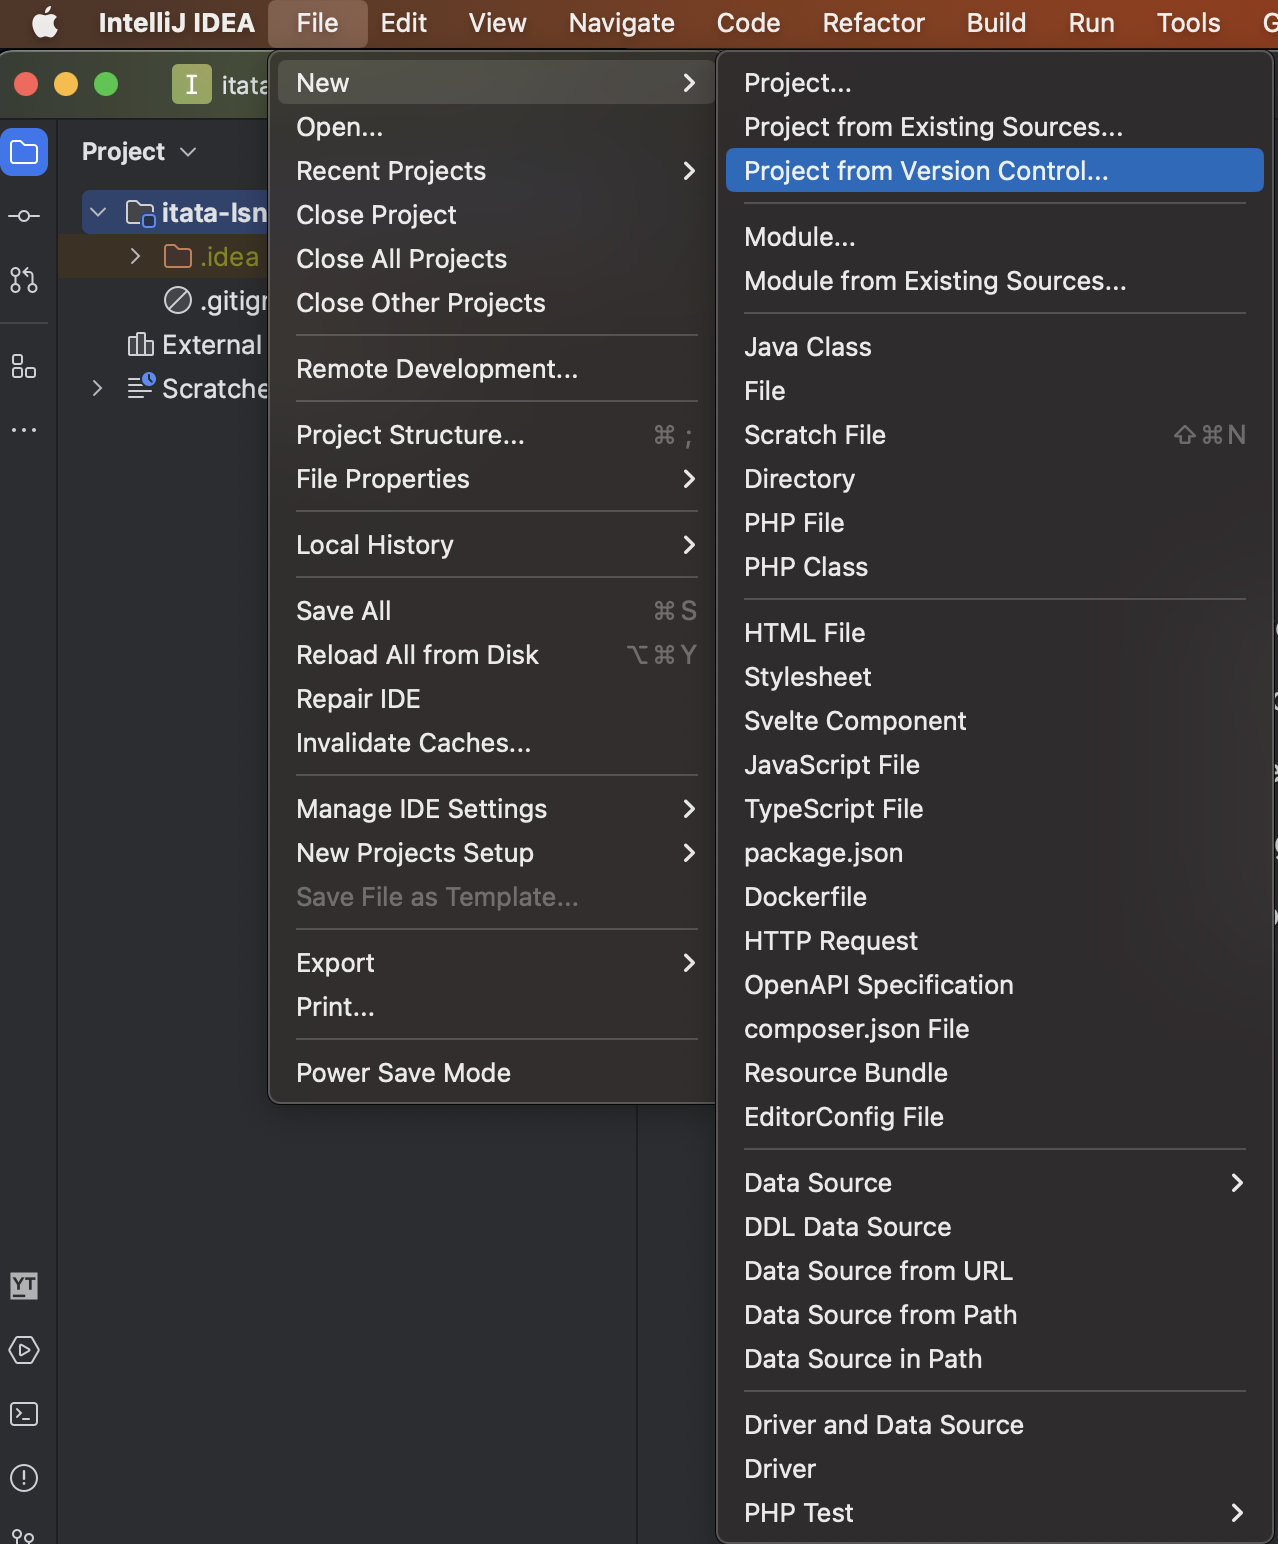 IntelliJ IDEA File Edit View Navigate Code Refactor Build Run Tools
I itata
Project
itata-lsn
.idea
.gitign
External
Scratche
YT
New
Open...
Recent Projects
Close Project
Close All Projects
Close Other Projects
Remote Development...
Project Structure... ⌘ ;
File Properties
Local History
Save All ⌘ S
Reload All from Disk ⌥ ⌘ Y
Repair IDE
Invalidate Caches...
Manage IDE Settings
New Projects Setup
Save File as Template...
Export
Print...
Power Save Mode
Project...
Project from Existing Sources...
Project from Version Control...
Module...
Module from Existing Sources...
Java Class
File
Scratch File ⇧ ⌘ N
Directory
PHP File
PHP Class
HTML File
Stylesheet
Svelte Component
JavaScript File
TypeScript File
package.json
Dockerfile
HTTP Request
OpenAPI Specification
composer.json File
Resource Bundle
EditorConfig File
Data Source
DDL Data Source
Data Source from URL
Data Source from Path
Data Source in Path
Driver and Data Source
Driver
PHP Test